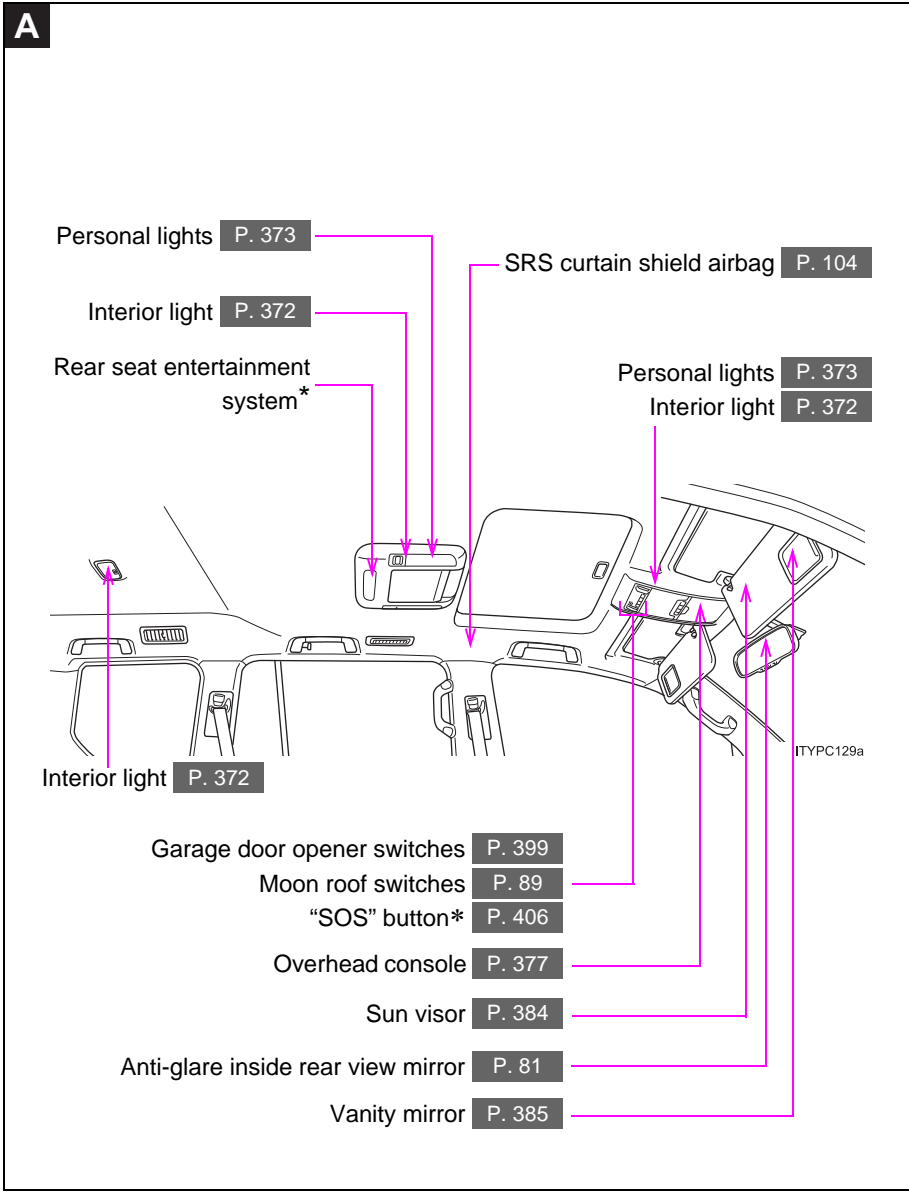 A
Personal lights P. 373
SRS curtain shield airbag P. 104
Interior light P. 372
Rear seat entertainment
system*
Personal lights P. 373
Interior light P. 372
ITYPC129a
Interior light P. 372
Garage door opener switches P. 399
Moon roof switches P. 89
“SOS” button* P. 406
Overhead console P. 377
Sun visor P. 384
Anti-glare inside rear view mirror P. 81
Vanity mirror P. 385